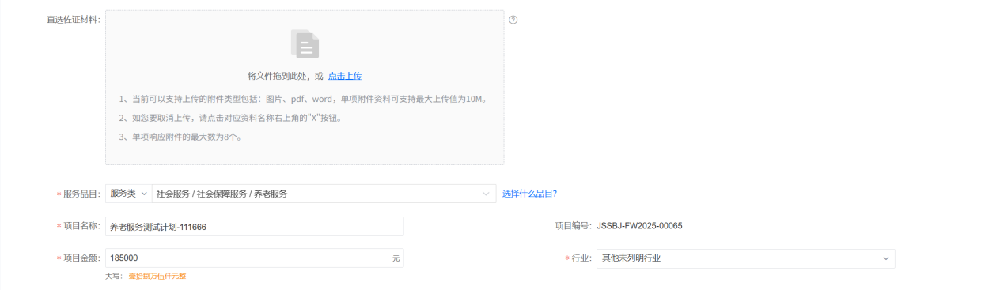 直选佐证材料:
将文件拖到此处，或 点击上传
1、当前可以支持上传的附件类型包括：图片、pdf、word，单项附件资料可支持最大上传值为10M。
2、如您要取消上传，请点击对应资料名称右上角的"X"按钮。
3、单项响应附件的最大数为8个。
* 服务品目: 服务类 社会服务 / 社会保障服务 / 养老服务 选择什么品目?
* 项目名称: 养老服务测试计划-111666 项目编号: JSSBJ-FW2025-00065
* 项目金额: 185000 元 * 行业: 其他未列明行业
大写: 壹拾捌万伍仟元整